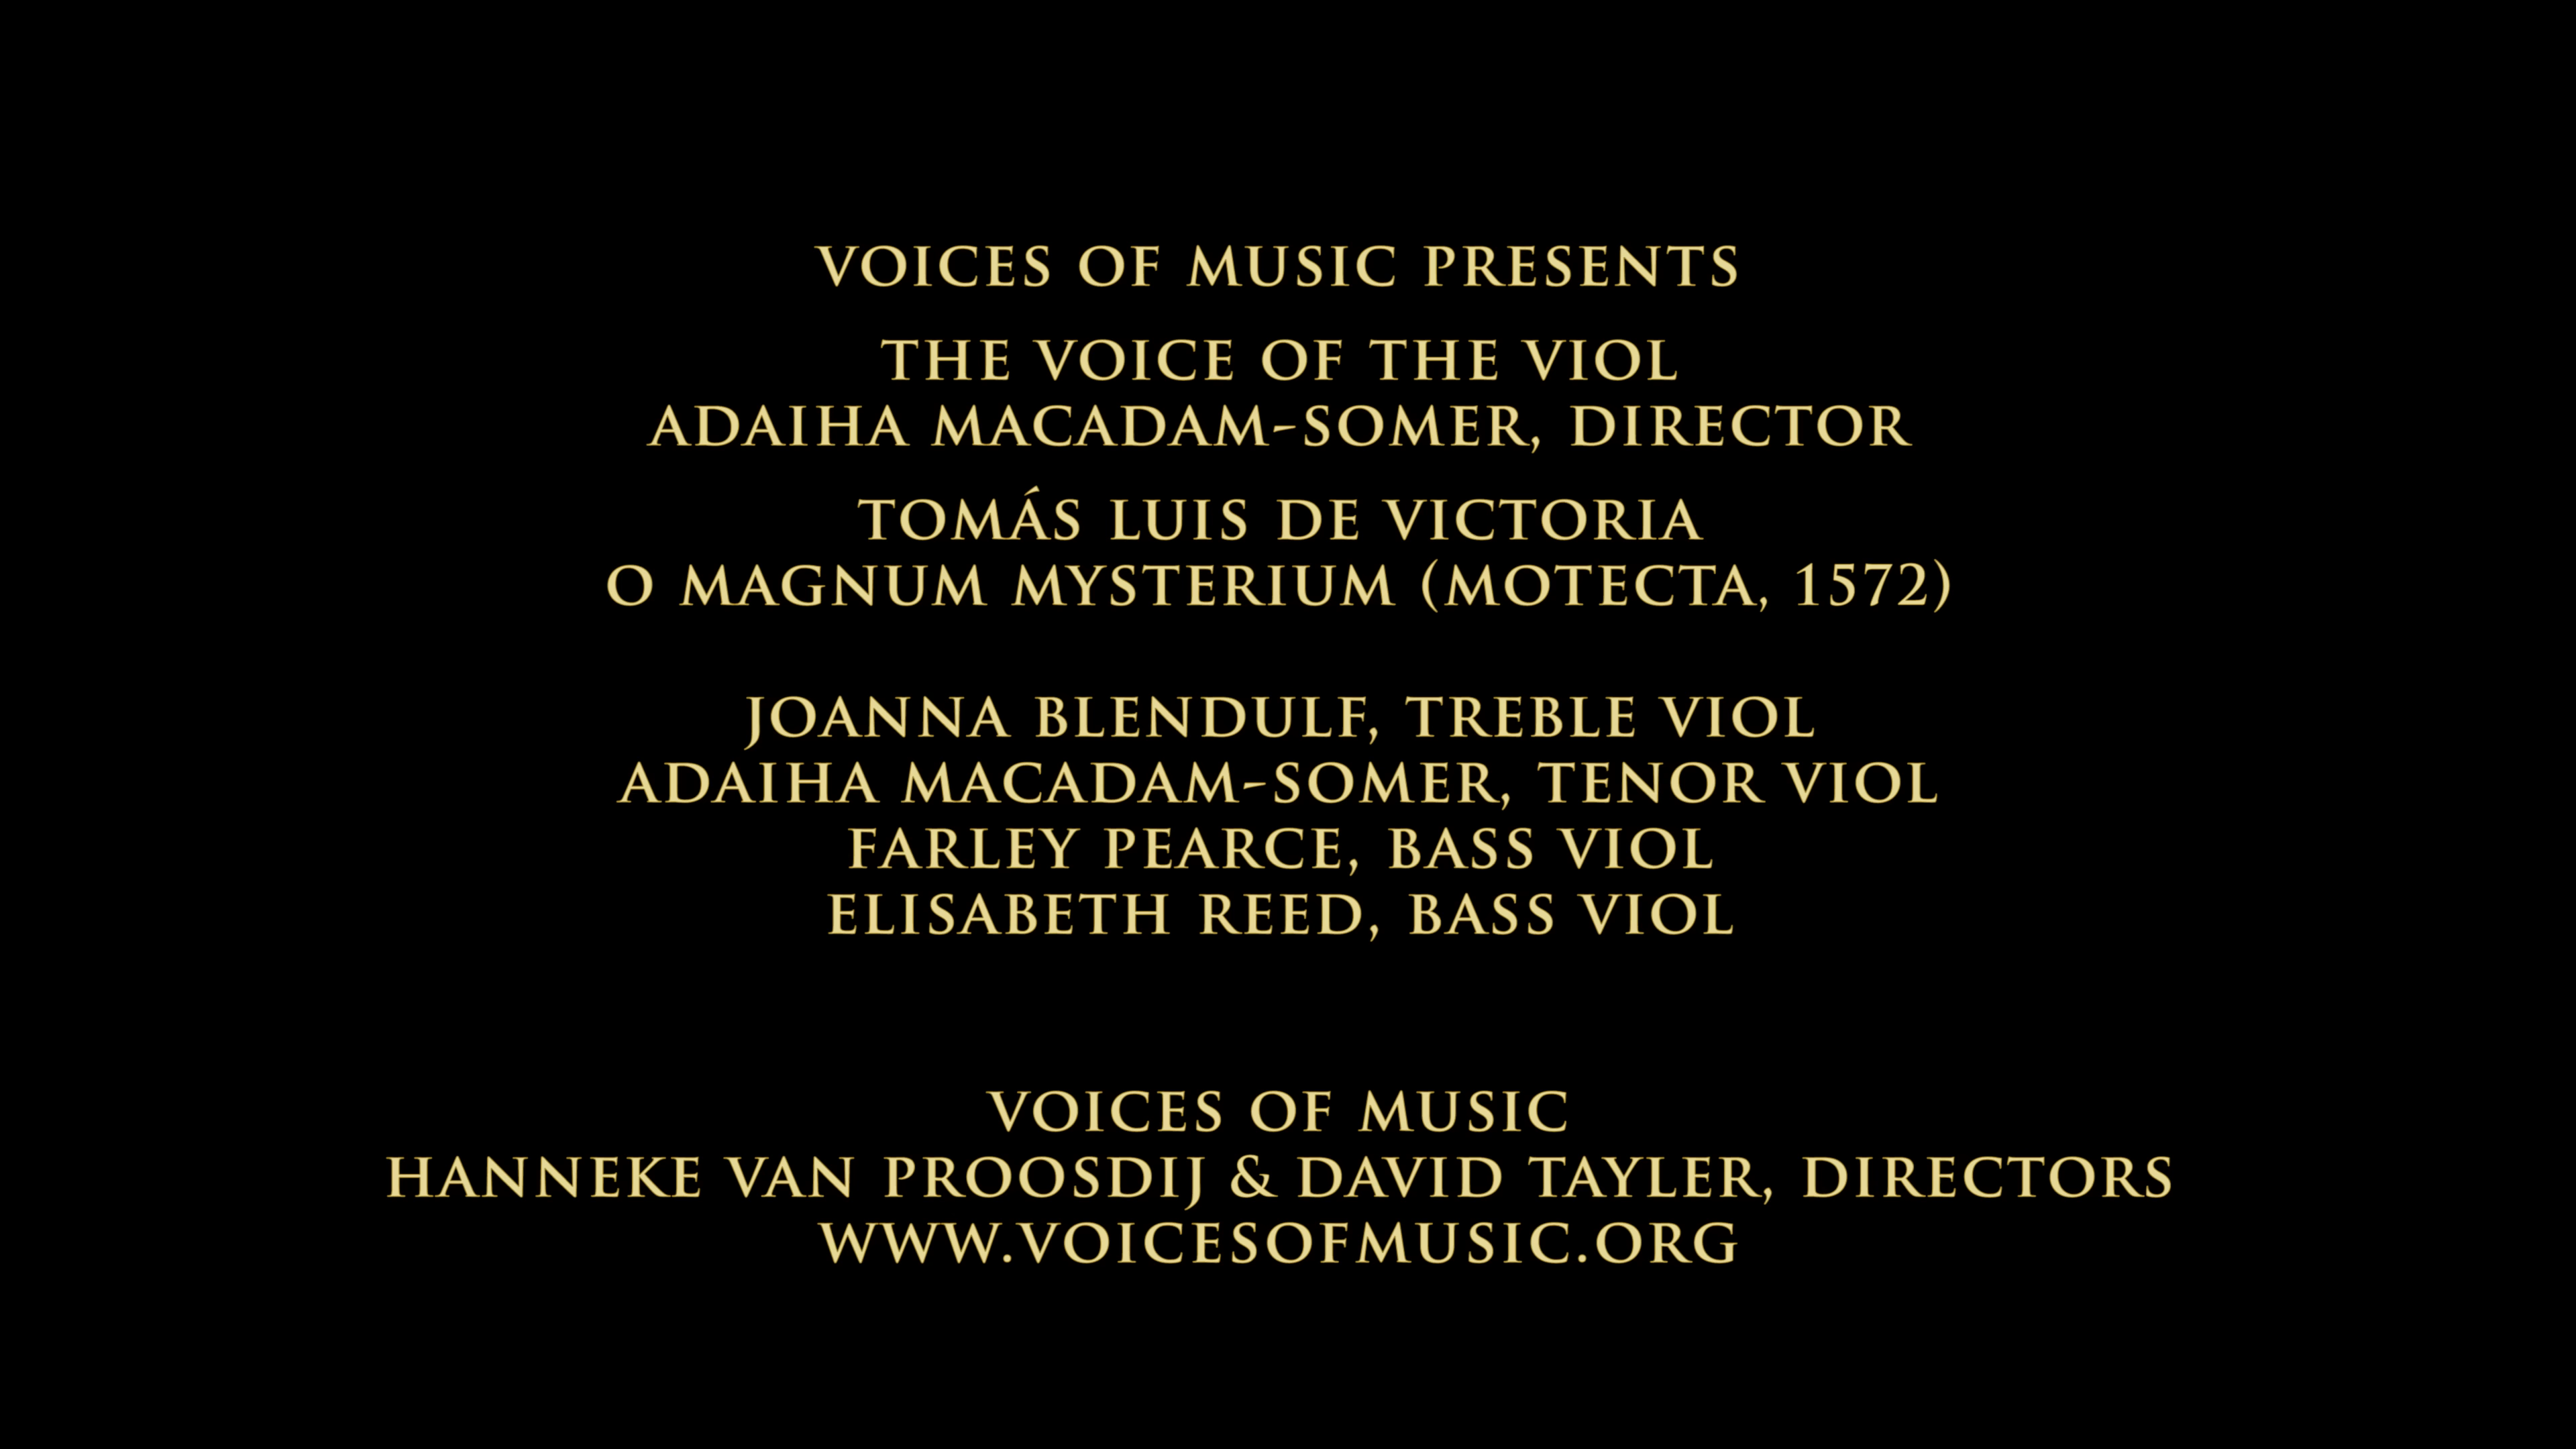 VOICES OF MUSIC PRESENTS
THE VOICE OF THE VIOL
ADAIHA MACADAM-SOMER, DIRECTOR
TOMÁS LUIS DE VICTORIA
O MAGNUM MYSTERIUM (MOTECTA, 1572)
JOANNA BLENDULF, TREBLE VIOL
ADAIHA MACADAM-SOMER, TENOR VIOL
FARLEY PEARCE, BASS VIOL
ELISABETH REED, BASS VIOL
VOICES OF MUSIC
HANNEKE VAN PROOSDIJ & DAVID TAYLER, DIRECTORS
WWW.VOICESOFMUSIC.ORG